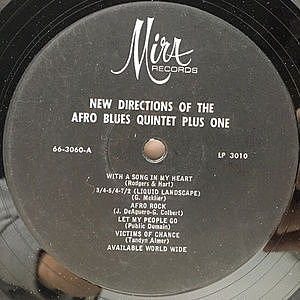 Mira
RECORDS
NEW DIRECTIONS OF THE
AFRO BLUES QUINTET PLUS ONE
66-3060-A LP 3010
WITH A SONG IN MY HEART
(Rodgers & Hart)
3/4-5/4-7/2 (LIQUID LANDSCAPE)
(G. Meklier)
AFRO ROCK
(J. DeAquero-G. Colbert)
LET MY PEOPLE GO
(Public Domain)
VICTIMS OF CHANCE
(Tandyn Almer)
AVAILABLE WORLD WIDE